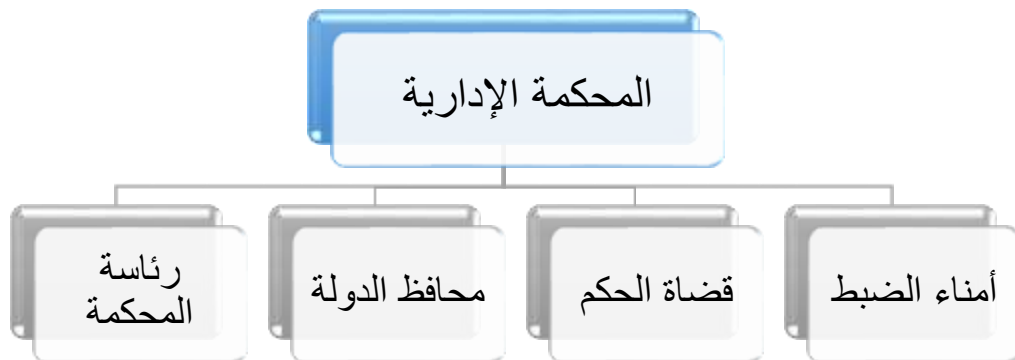 المحكمة الإدارية
أمناء الضبط
قضاة الحكم
محافظ الدولة
رئاسة
المحكمة